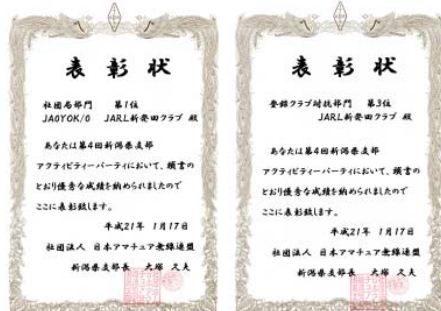 表彰状
社団局部門 第1位
JA0YOK/0 JARL新発田クラブ 殿
あなたは第4回新潟県支部
アクティビティーパーティにおいて、頭書の
とおり優秀な成績を納められましたので
ここに表彰致します。
平成21年 1月17日
社団法人 日本アマチュア無線連盟
新潟県支部長 大塚 久夫
表彰状
登録クラブ対抗部門 第3位
JARL新発田クラブ 殿
あなたは第4回新潟県支部
アクティビティーパーティにおいて、頭書の
とおり優秀な成績を納められましたので
ここに表彰致します。
平成21年 1月17日
社団法人 日本アマチュア無線連盟
新潟県支部長 大塚 久夫